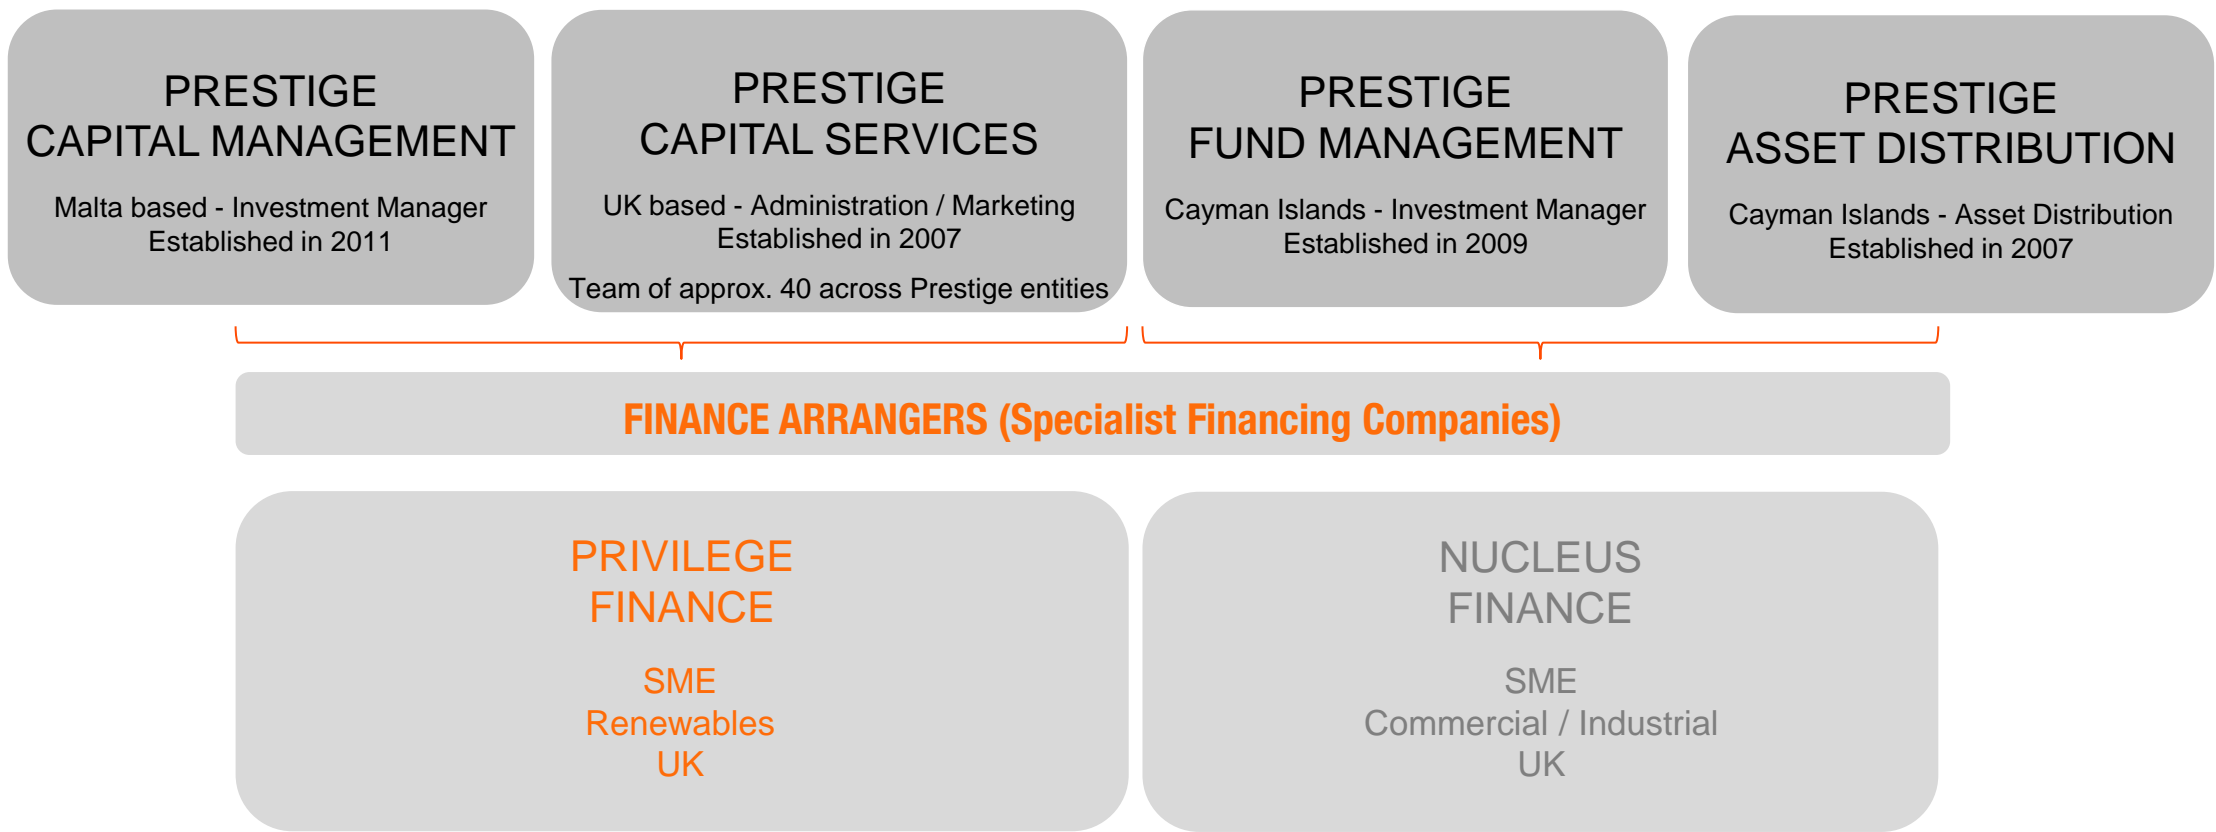 PRESTIGE
CAPITAL MANAGEMENT
Malta based - Investment Manager
Established in 2011
PRESTIGE
CAPITAL SERVICES
UK based - Administration / Marketing
Established in 2007
Team of approx. 40 across Prestige entities
PRESTIGE
FUND MANAGEMENT
Cayman Islands - Investment Manager
Established in 2009
PRESTIGE
ASSET DISTRIBUTION
Cayman Islands - Asset Distribution
Established in 2007
FINANCE ARRANGERS (Specialist Financing Companies)
PRIVILEGE
FINANCE
SME
Renewables
UK
NUCLEUS
FINANCE
SME
Commercial / Industrial
UK